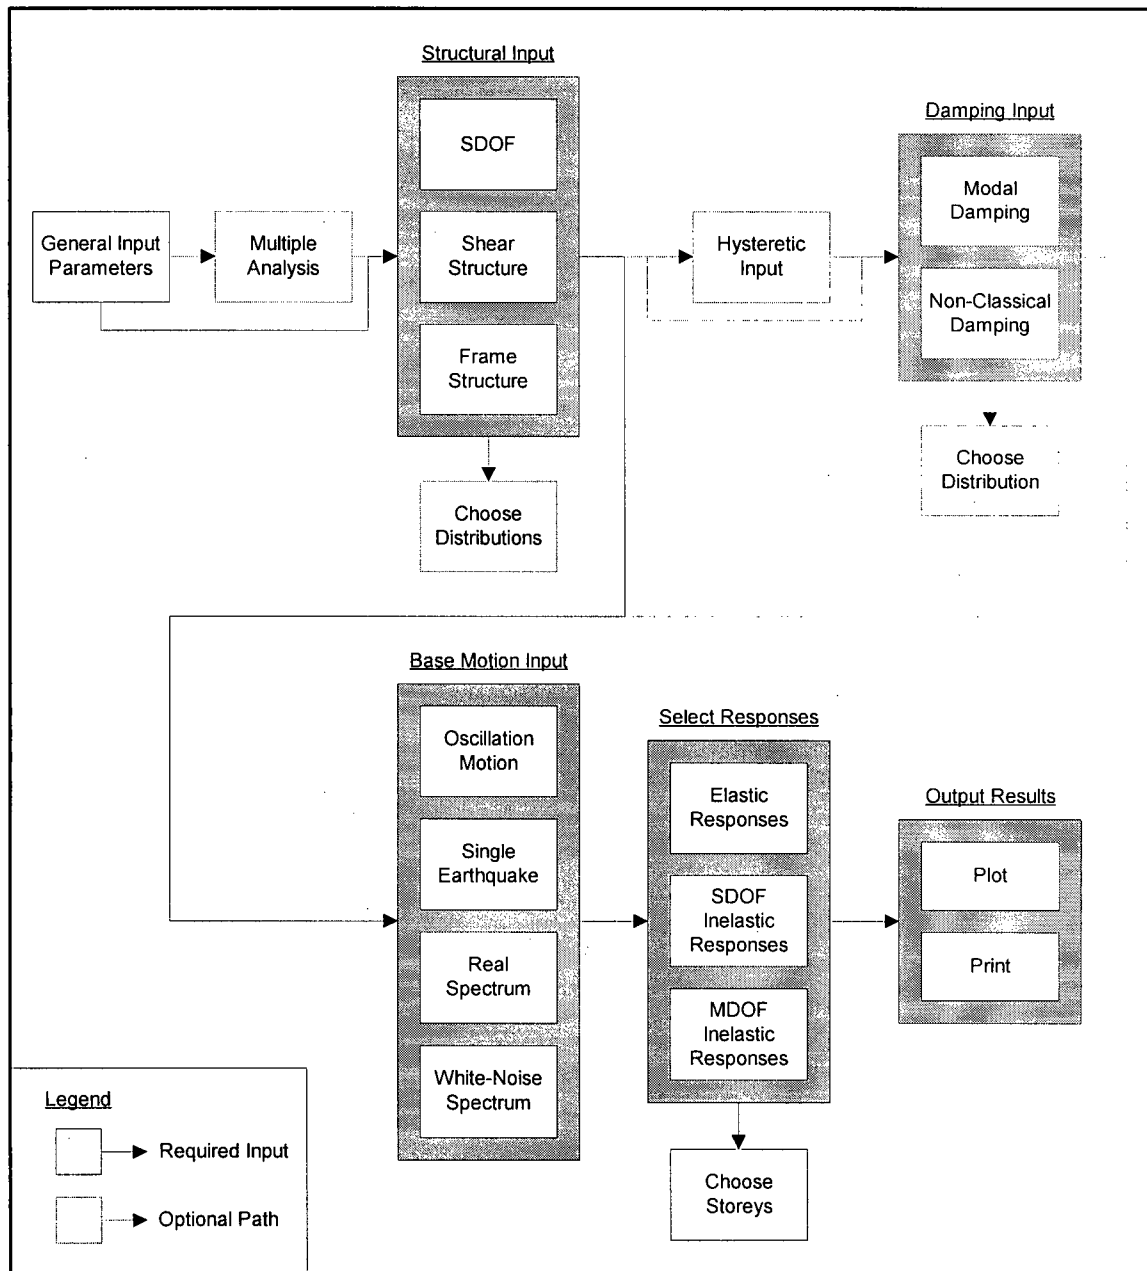 Structural Input
SDOF
Shear
Structure
Frame
Structure
Damping Input
Modal
Damping
Non-Classical
Damping
General Input
Parameters
Multiple
Analysis
Hysteretic
Input
Choose
Distributions
Choose
Distribution
Base Motion Input
Oscillation
Motion
Single
Earthquake
Real
Spectrum
White-Noise
Spectrum
Select Responses
Elastic
Responses
SDOF
Inelastic
Responses
MDOF
Inelastic
Responses
Choose
Storeys
Output Results
Plot
Print
Legend
Required Input
Optional Path